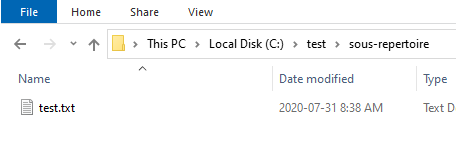 File Home Share View
This PC > Local Disk (C:) > test > sous-repertoire
Name Date modified Type
test.txt 2020-07-31 8:38 AM Text D